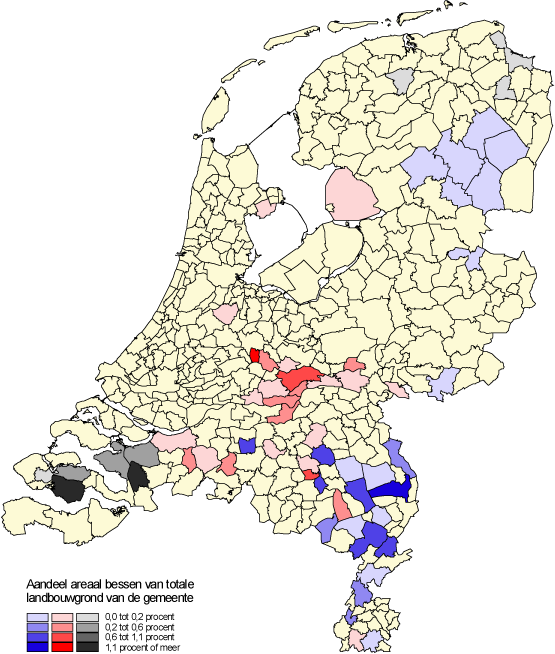 Aandeel areaal bessen van totale
landbouwgrond van de gemeente
0,0 tot 0,2 procent
0,2 tot 0,6 procent
0,6 tot 1,1 procent
1,1 procent of meer